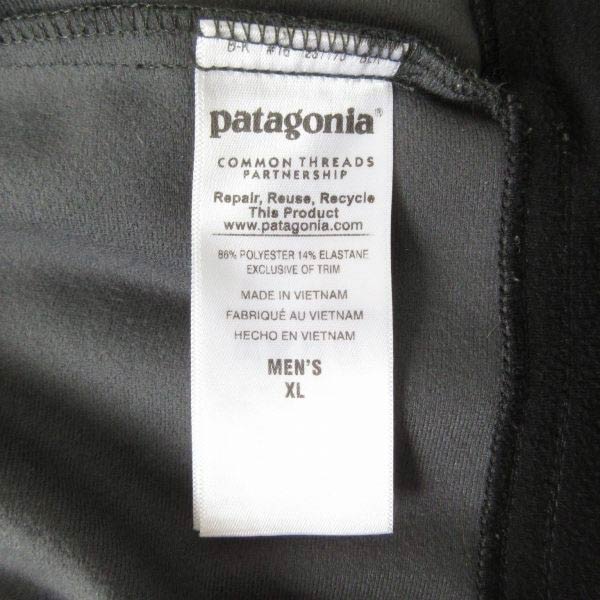 patagonia®
COMMON THREADS
PARTNERSHIP
Repair, Reuse, Recycle
This Product
www.patagonia.com
86% POLYESTER 14% ELASTANE
EXCLUSIVE OF TRIM
MADE IN VIETNAM
FABRIQUÉ AU VIETNAM
HECHO EN VIETNAM
MEN'S
XL